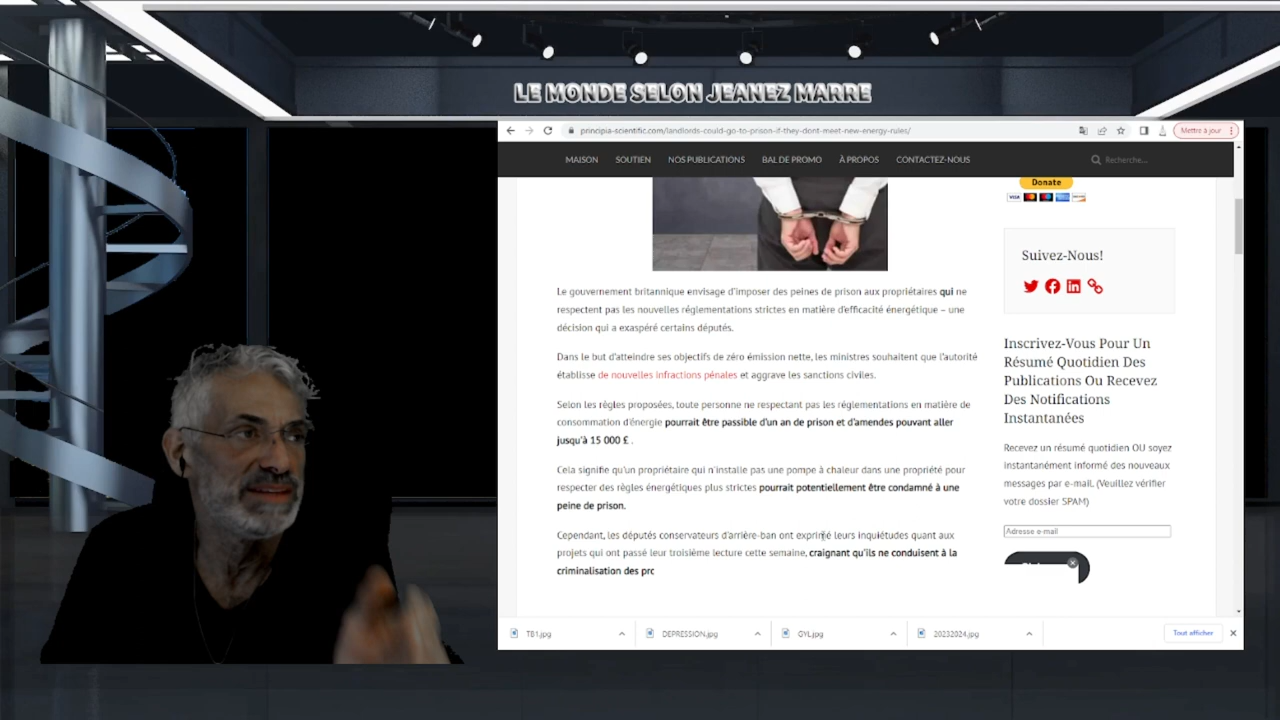 LE MONDE SELON JEANEZ MARRE
principia-scientific.com/landlords-could-go-to-prison-if-they-dont-meet-new-energy-rules/
Mettre à jour
MAISON SOUTIEN NOS PUBLICATIONS BAL DE PROMO À PROPOS CONTACTEZ-NOUS Recherche...
Donate
VISA
Suivez-Nous!
Le gouvernement britannique envisage d'imposer des peines de prison aux propriétaires qui ne
respectent pas les nouvelles réglementations strictes en matière d'efficacité énergétique – une
décision qui a exaspéré certains députés.
Dans le but d'atteindre ses objectifs de zéro émission nette, les ministres souhaitent que l'autorité
établisse de nouvelles infractions pénales et aggrave les sanctions civiles.
Selon les règles proposées, toute personne ne respectant pas les réglementations en matière de
consommation d'énergie pourrait être passible d'un an de prison et d'amendes pouvant aller
jusqu'à 15 000 £ .
Cela signifie qu'un propriétaire qui n'installe pas une pompe à chaleur dans une propriété pour
respecter des règles énergétiques plus strictes pourrait potentiellement être condamné à une
peine de prison.
Cependant, les députés conservateurs d'arrière-ban ont exprimé leurs inquiétudes quant aux
projets qui ont passé leur troisième lecture cette semaine, craignant qu'ils ne conduisent à la
criminalisation des prc
Inscrivez-Vous Pour Un
Résumé Quotidien Des
Publications Ou Recevez
Des Notifications
Instantanées
Recevez un résumé quotidien OU soyez
instantanément informé des nouveaux
messages par e-mail. (Veuillez vérifier
votre dossier SPAM)
Adresse e-mail
TB1.jpg DEPRESSION.jpg GYL.jpg 20232024.jpg Tout afficher